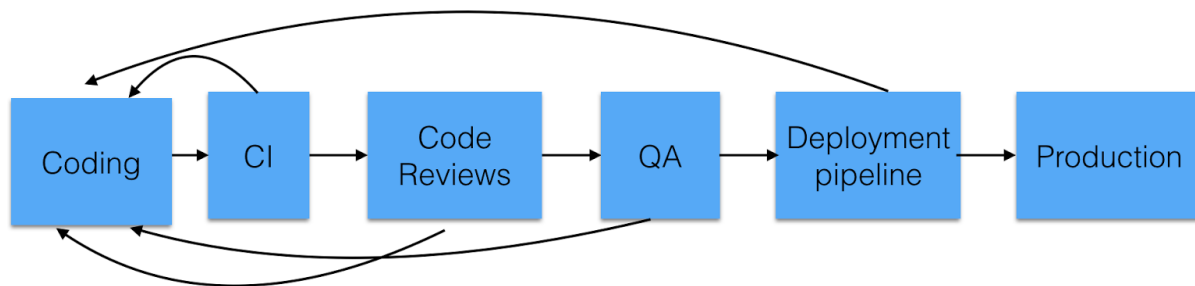 Coding
CI
Code
Reviews
QA
Deployment
pipeline
Production